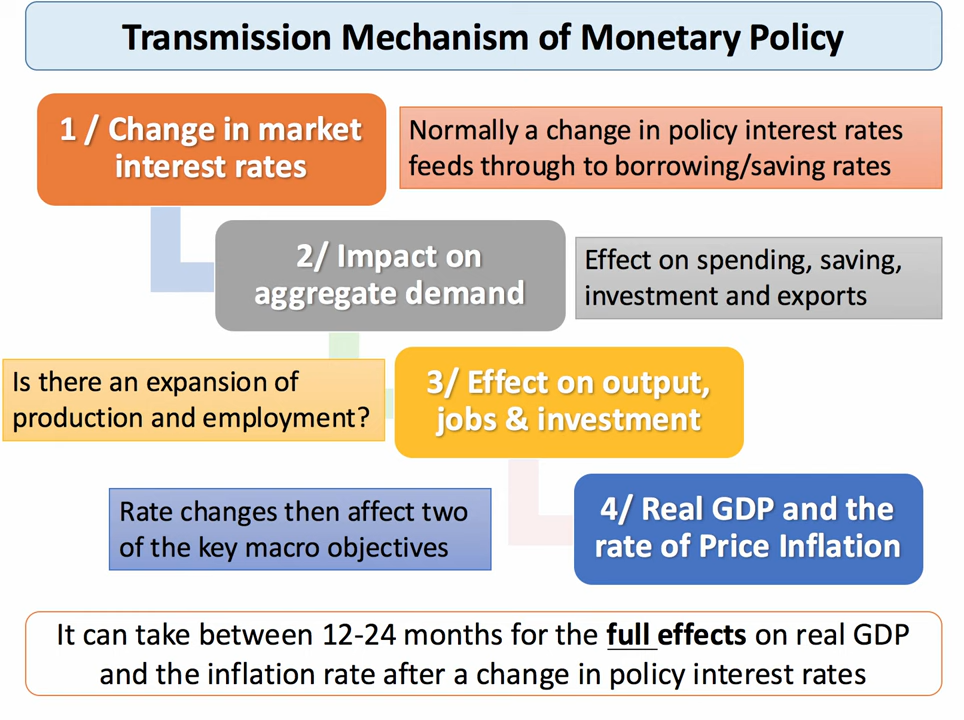 Transmission Mechanism of Monetary Policy
1 / Change in market
interest rates
Normally a change in policy interest rates
feeds through to borrowing/saving rates
2/ Impact on
aggregate demand
Effect on spending, saving,
investment and exports
Is there an expansion of
production and employment?
3/ Effect on output,
jobs & investment
Rate changes then affect two
of the key macro objectives
4/ Real GDP and the
rate of Price Inflation
It can take between 12-24 months for the full effects on real GDP
and the inflation rate after a change in policy interest rates